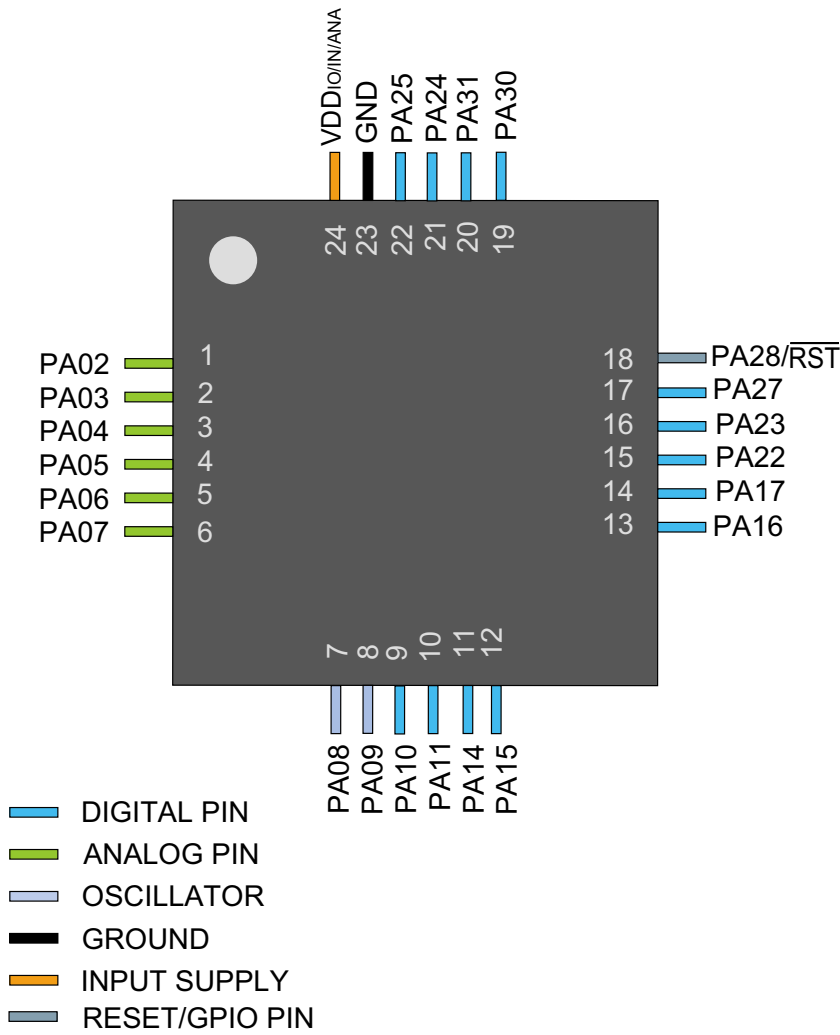 VDDIO/IN/ANA
GND
PA25
PA24
PA31
PA30
24
23
22
21
20
19
PA02 1
PA03 2
PA04 3
PA05 4
PA06 5
PA07 6
18 PA28/R̅S̅T̅
17 PA27
16 PA23
15 PA22
14 PA17
13 PA16
7
8
9
10
11
12
PA08
PA09
PA10
PA11
PA14
PA15
DIGITAL PIN
ANALOG PIN
OSCILLATOR
GROUND
INPUT SUPPLY
RESET/GPIO PIN